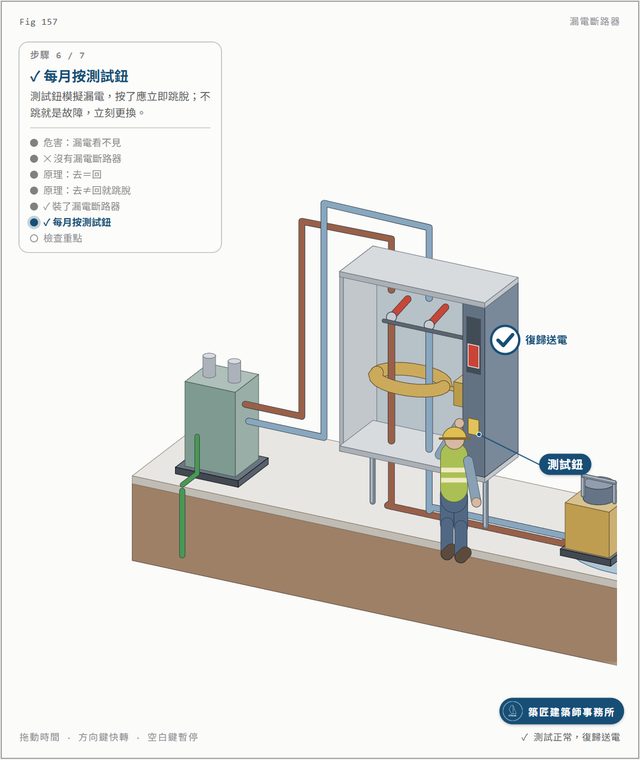 Fig 157
漏電斷路器
步驟 6 / 7
✓ 每月按測試鈕
測試鈕模擬漏電，按了應立即跳脫；不
跳就是故障，立刻更換。
危害：漏電看不見
✕ 沒有漏電斷路器
原理：去＝回
原理：去≠回就跳脫
✓ 裝了漏電斷路器
✓ 每月按測試鈕
檢查重點
復歸送電
測試鈕
築匠建築師事務所
拖動時間 · 方向鍵快轉 · 空白鍵暫停
✓ 測試正常，復歸送電